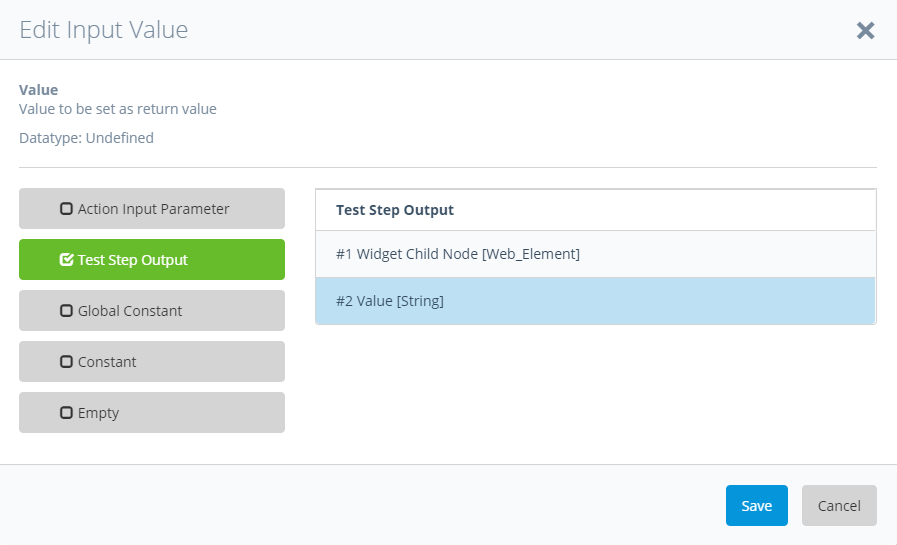 Edit Input Value
Value
Value to be set as return value
Datatype: Undefined
Action Input Parameter
Test Step Output
Global Constant
Constant
Empty
Test Step Output
#1 Widget Child Node [Web_Element]
#2 Value [String]
Save
Cancel